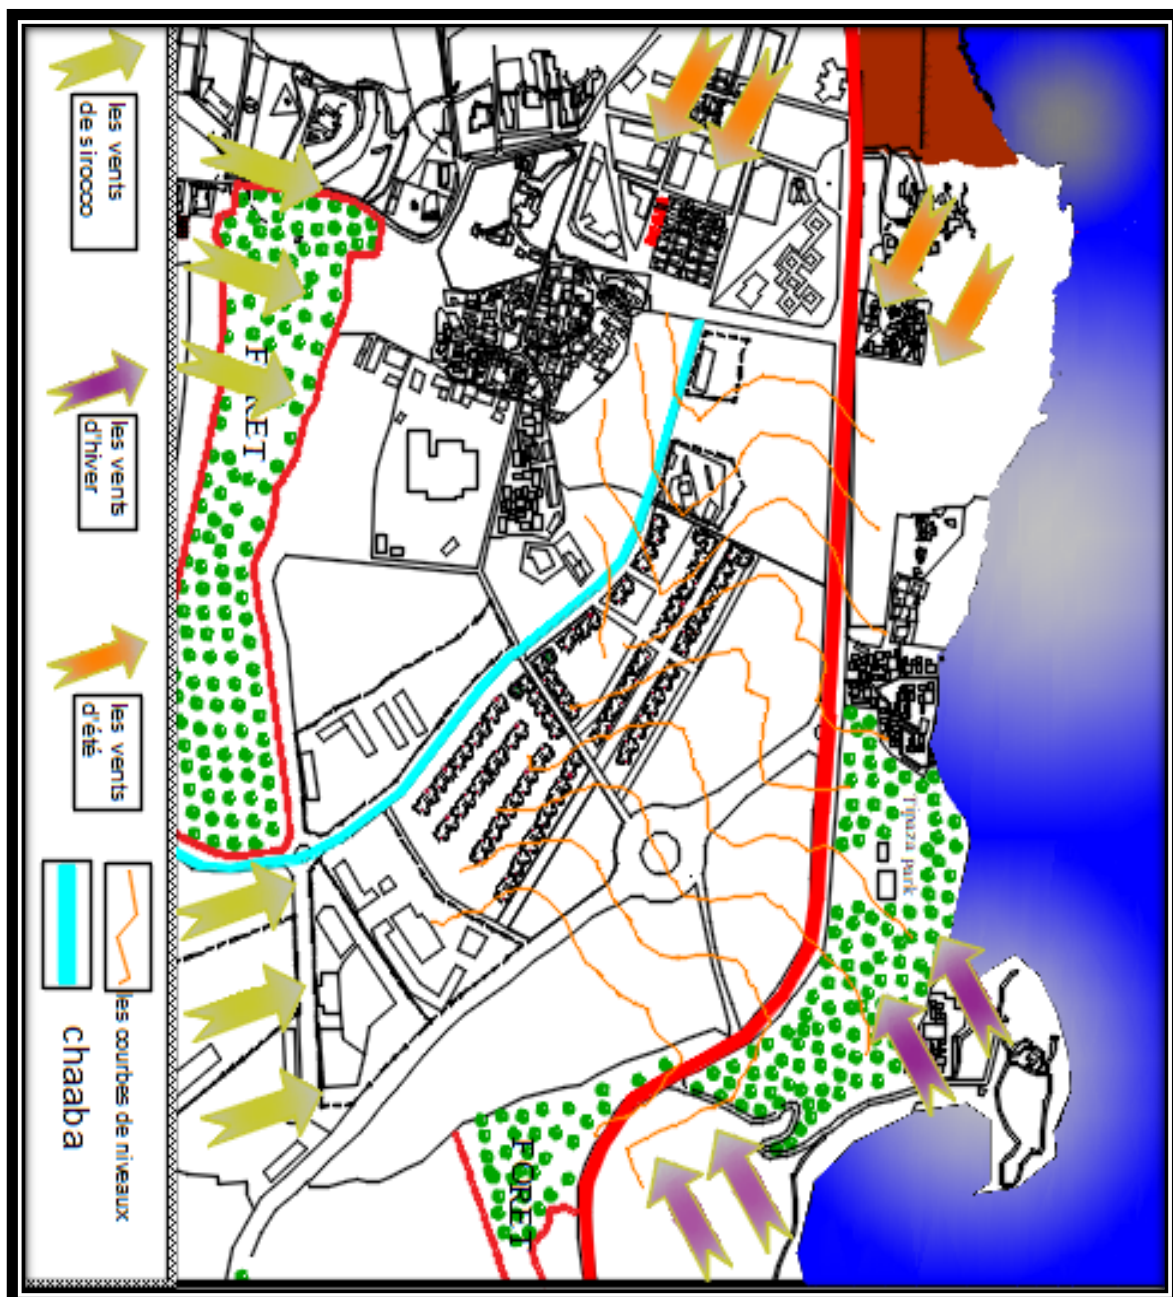 FORET
Tipaza park
FORET
les vents
de sirocco
les vents
d'hiver
les vents
d'été
les courbes de niveaux
chaaba